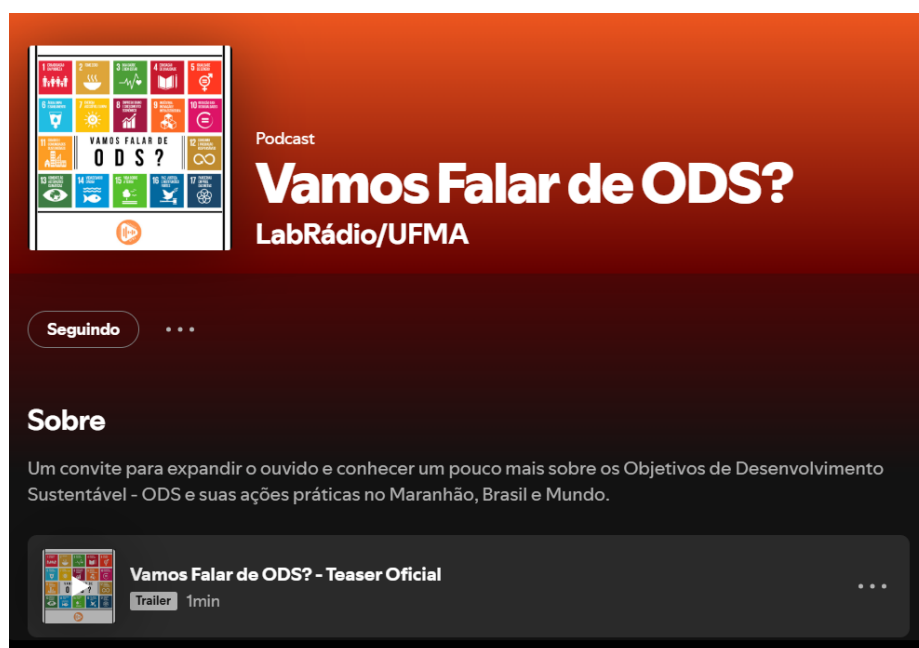 VAMOS FALAR DE
ODS?
Podcast
Vamos Falar de ODS?
LabRádio/UFMA
Seguindo
Sobre
Um convite para expandir o ouvido e conhecer um pouco mais sobre os Objetivos de Desenvolvimento
Sustentável - ODS e suas ações práticas no Maranhão, Brasil e Mundo.
Vamos Falar de ODS? - Teaser Oficial
Trailer 1min